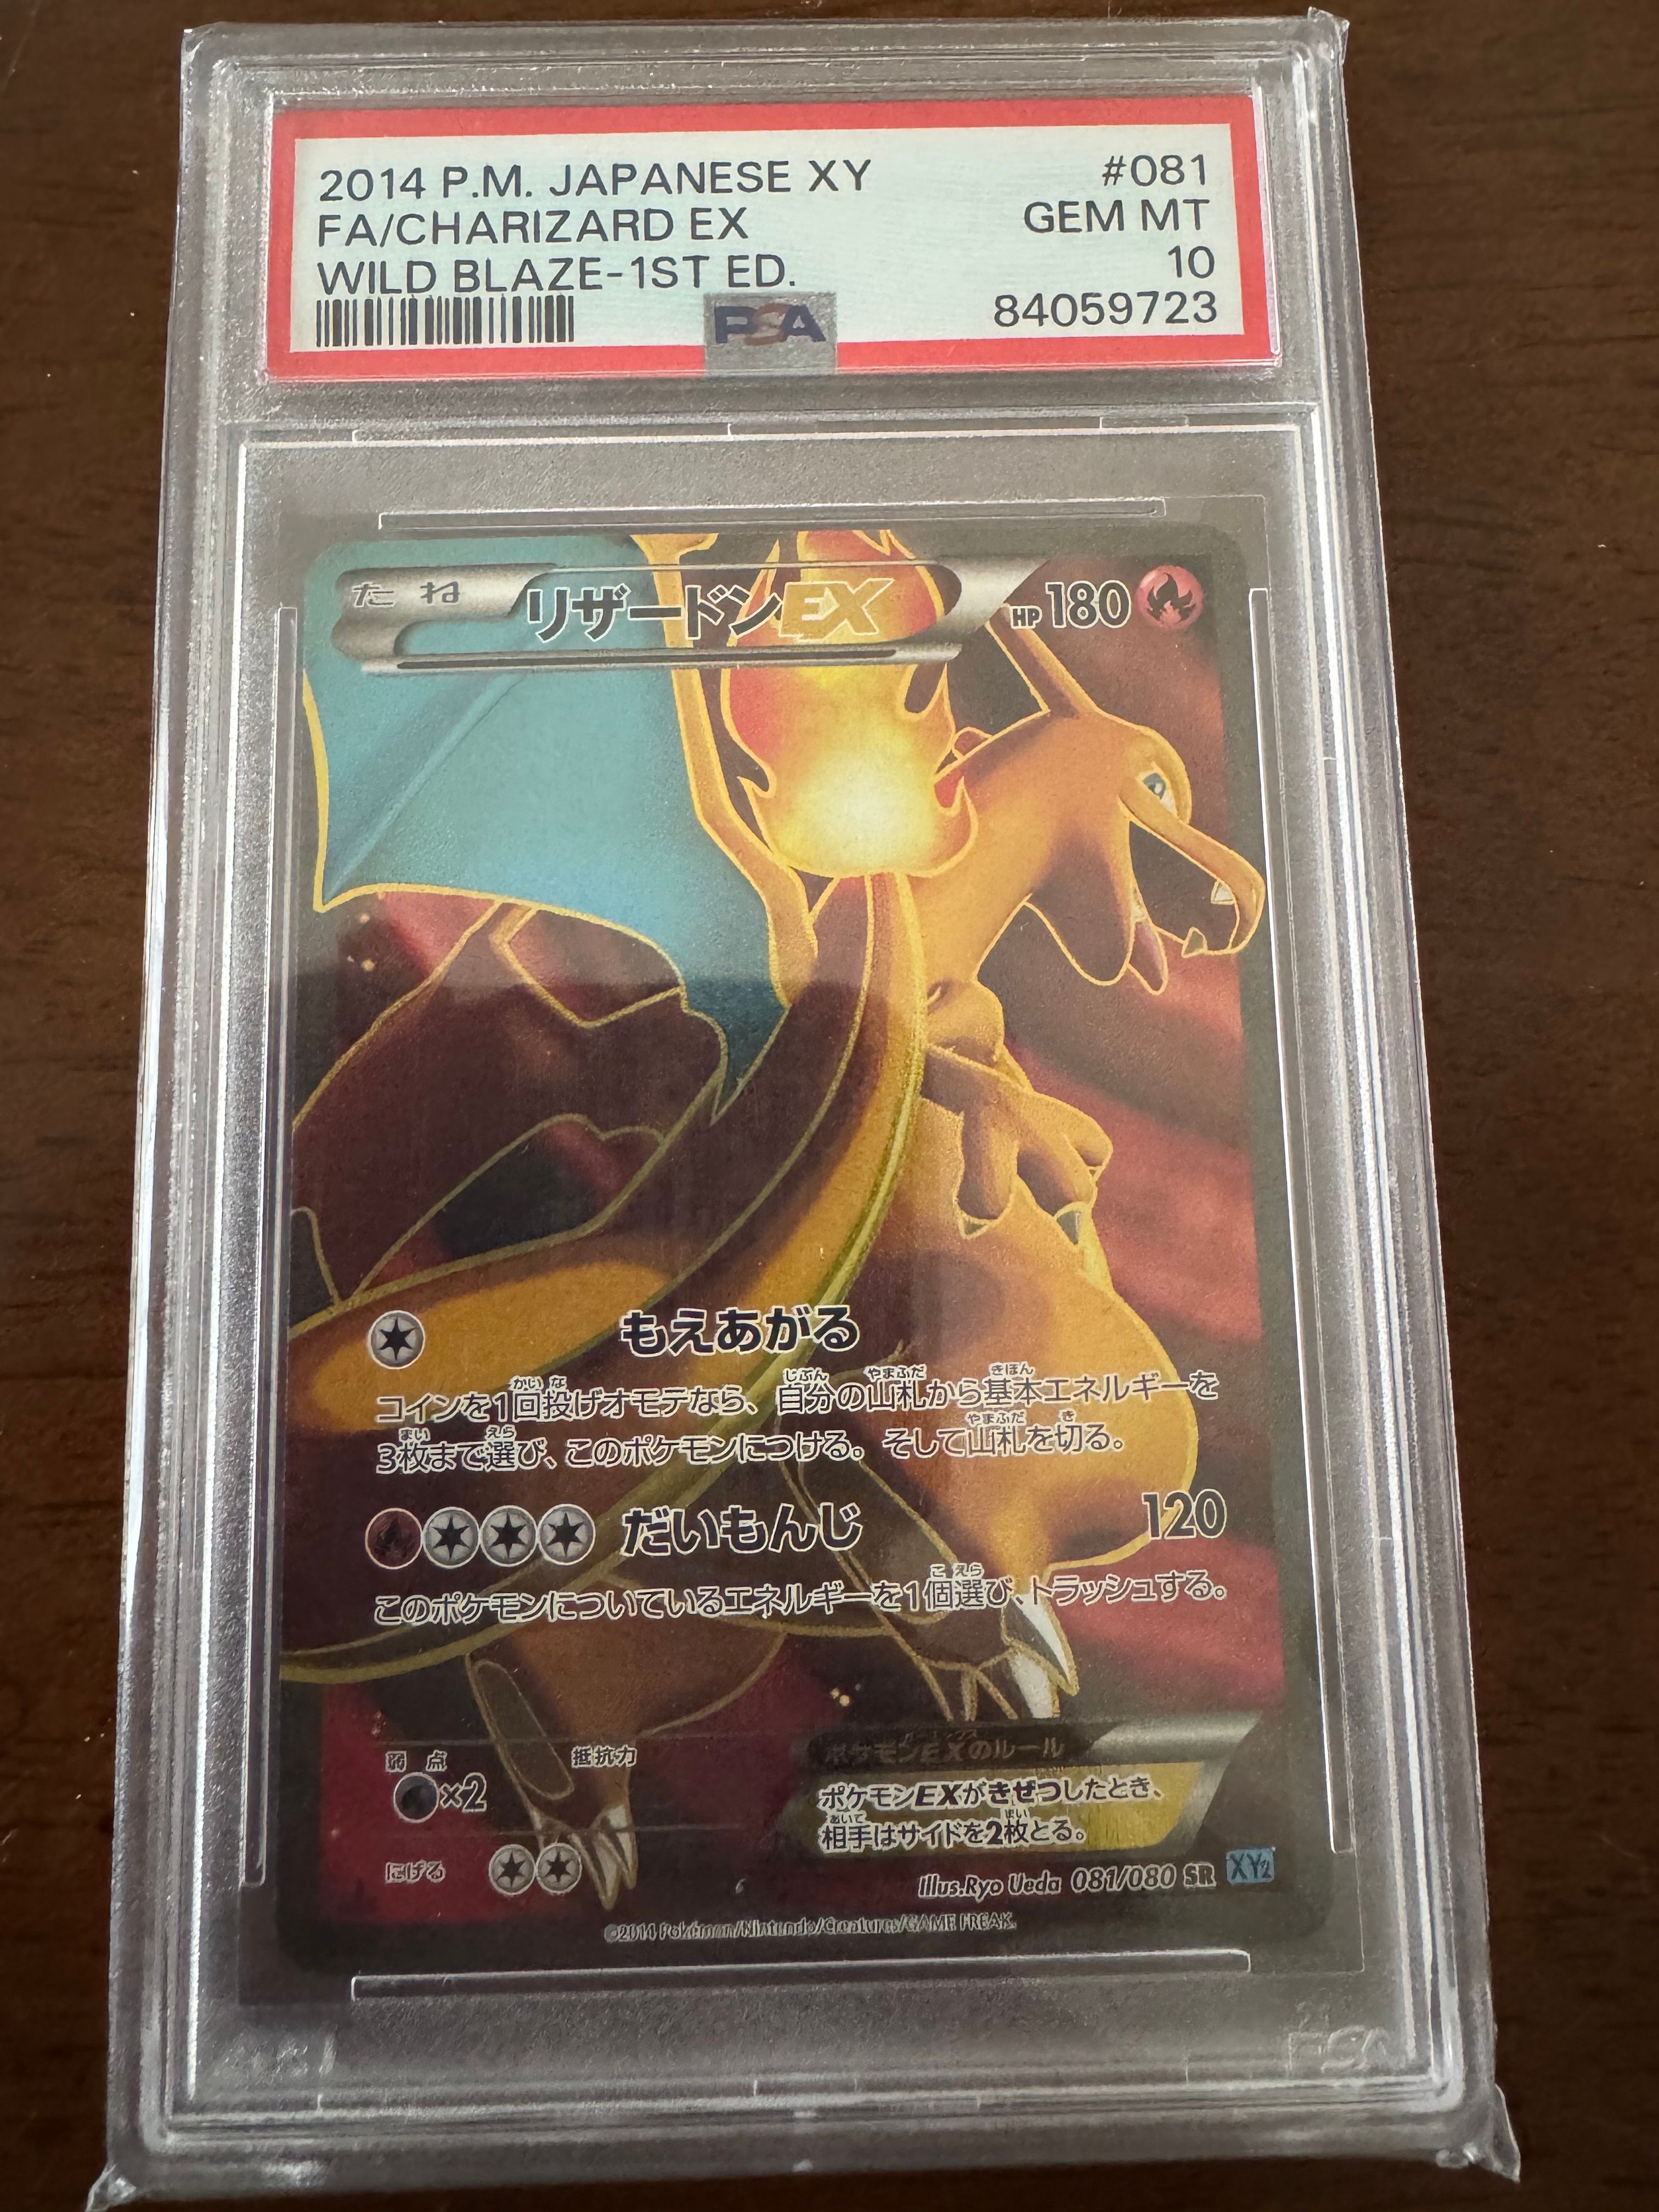 2014 P.M. JAPANESE XY #081
FA/CHARIZARD EX GEM MT
WILD BLAZE-1ST ED. 10
PSA 84059723
たね リザードンEX HP180
もえあがる
コインを1回投げオモテなら、自分の山札から基本エネルギーを
3枚まで選び、このポケモンにつける。そして山札を切る。
だいもんじ 120
このポケモンについているエネルギーを1個選び、トラッシュする。
弱点 抵抗力
×2
ポケモンEXのルール
ポケモンEXがきぜつしたとき、
相手はサイドを2枚とる。
にげる
Illus.Ryo Ueda 081/080 SR XY2
©2014 Pokémon/Nintendo/Creatures/GAME FREAK.
PSA